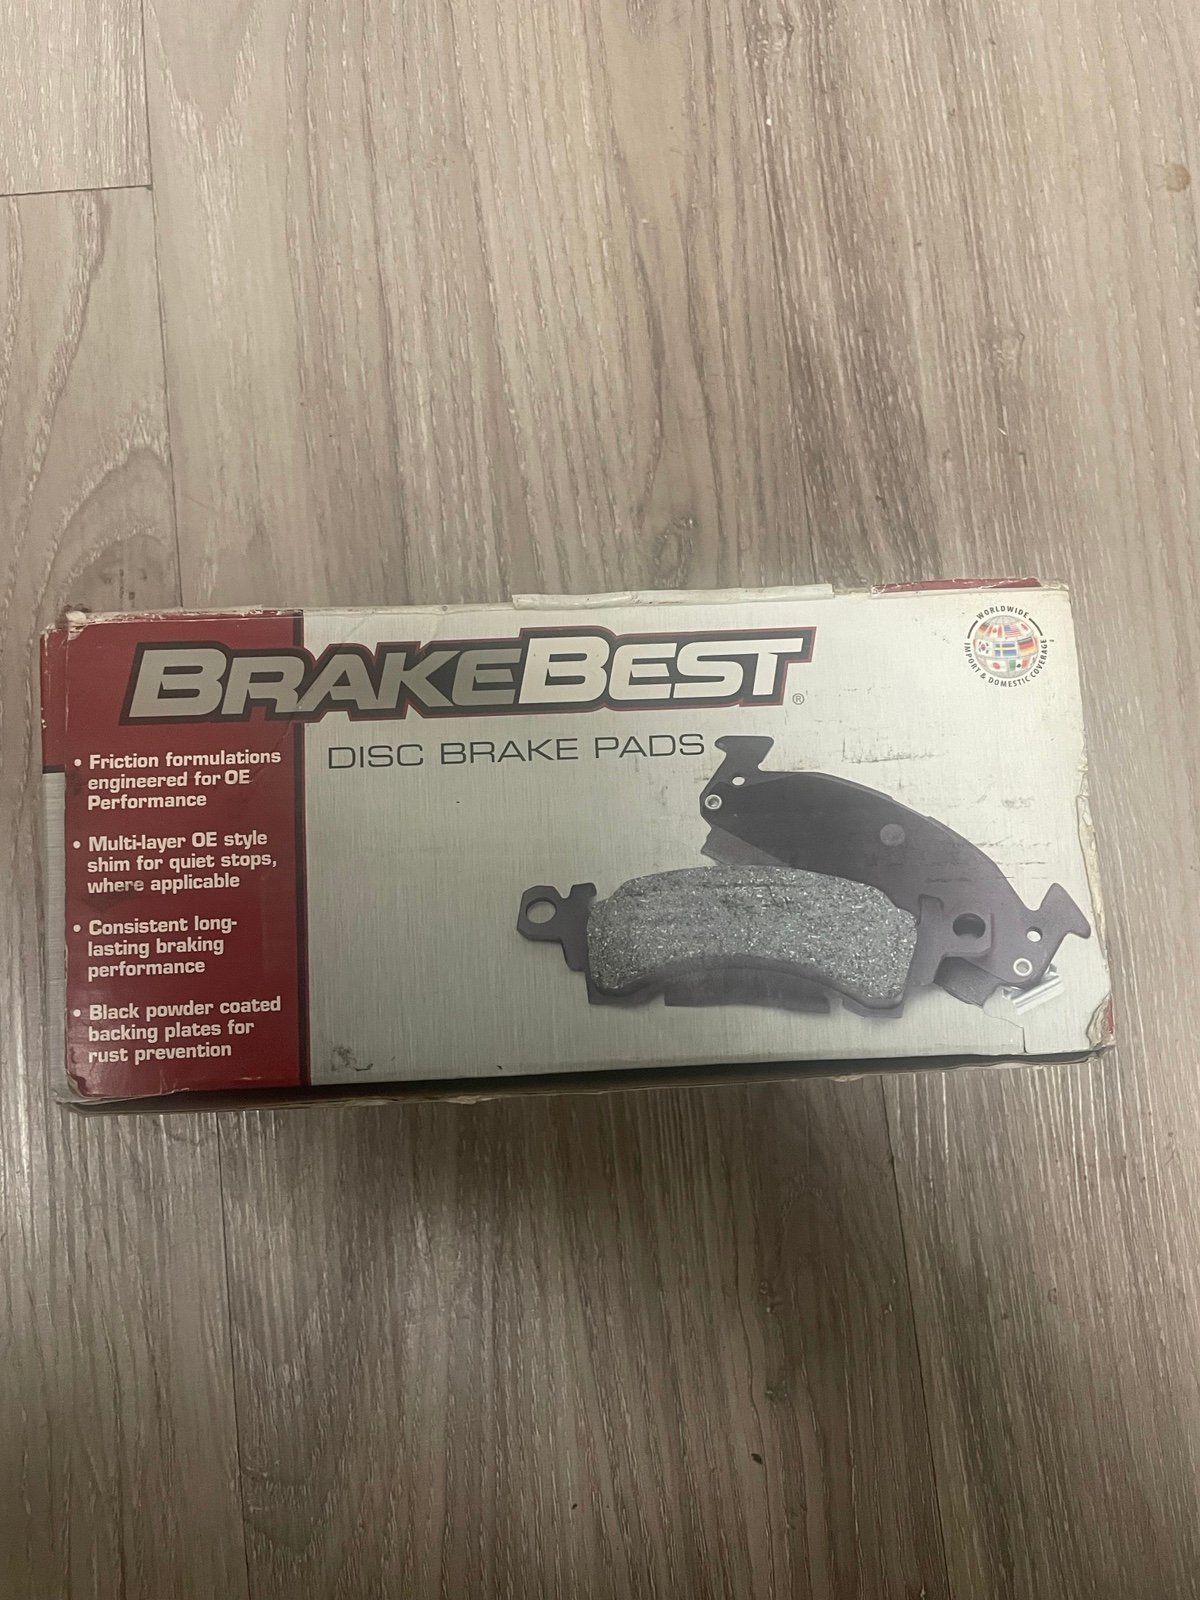 BRAKEBEST®
DISC BRAKE PADS
WORLDWIDE
IMPORT & DOMESTIC COVERAGE
• Friction formulations
engineered for OE
Performance
• Multi-layer OE style
shim for quiet stops,
where applicable
• Consistent long-
lasting braking
performance
• Black powder coated
backing plates for
rust prevention